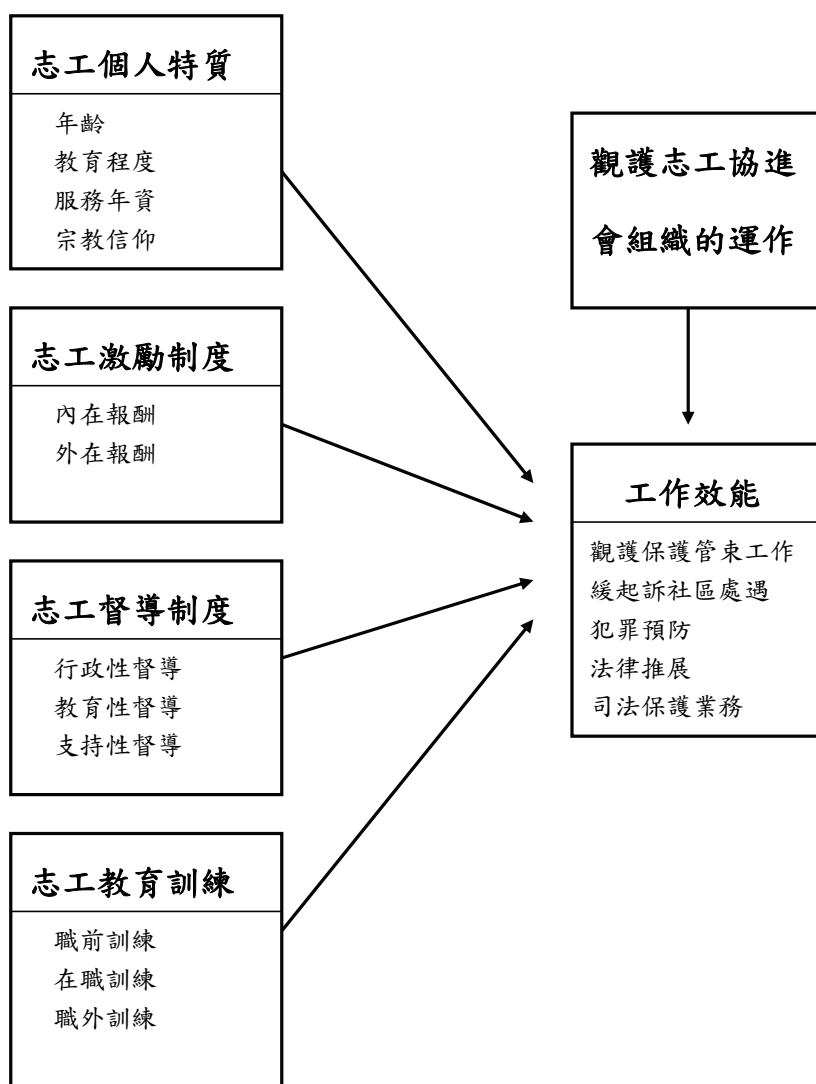 志工個人特質
年齡
教育程度
服務年資
宗教信仰
志工激勵制度
內在報酬
外在報酬
志工督導制度
行政性督導
教育性督導
支持性督導
志工教育訓練
職前訓練
在職訓練
職外訓練
觀護志工協進
會組織的運作
工作效能
觀護保護管束工作
緩起訴社區處遇
犯罪預防
法律推展
司法保護業務